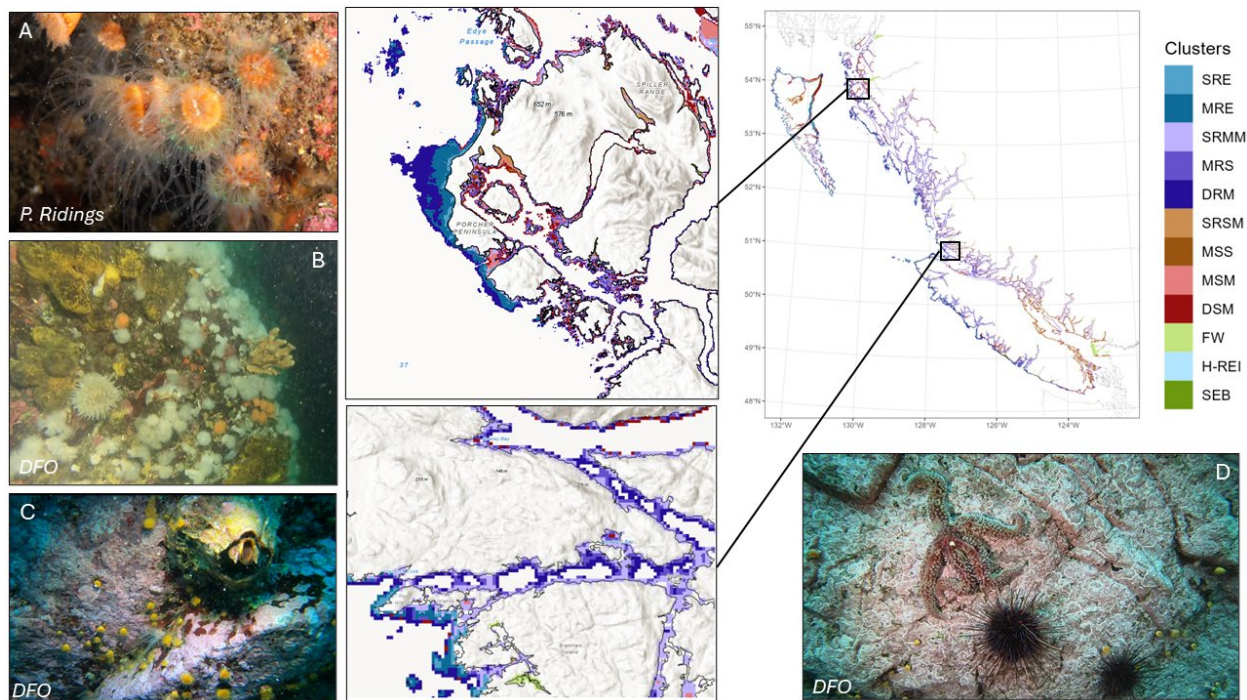 A
P. Ridings
B
DFO
C
DFO
Edye
Passage
SPILLER
RANGE
652 m
576 m
PORCHER
PENINSULA
37
55°N
54°N
53°N
52°N
51°N
50°N
49°N
48°N
132°W
130°W
128°W
126°W
124°W
Clusters
SRE
MRE
SRMM
MRS
DRM
SRSM
MSS
MSM
DSM
FW
H-REI
SEB
D
DFO